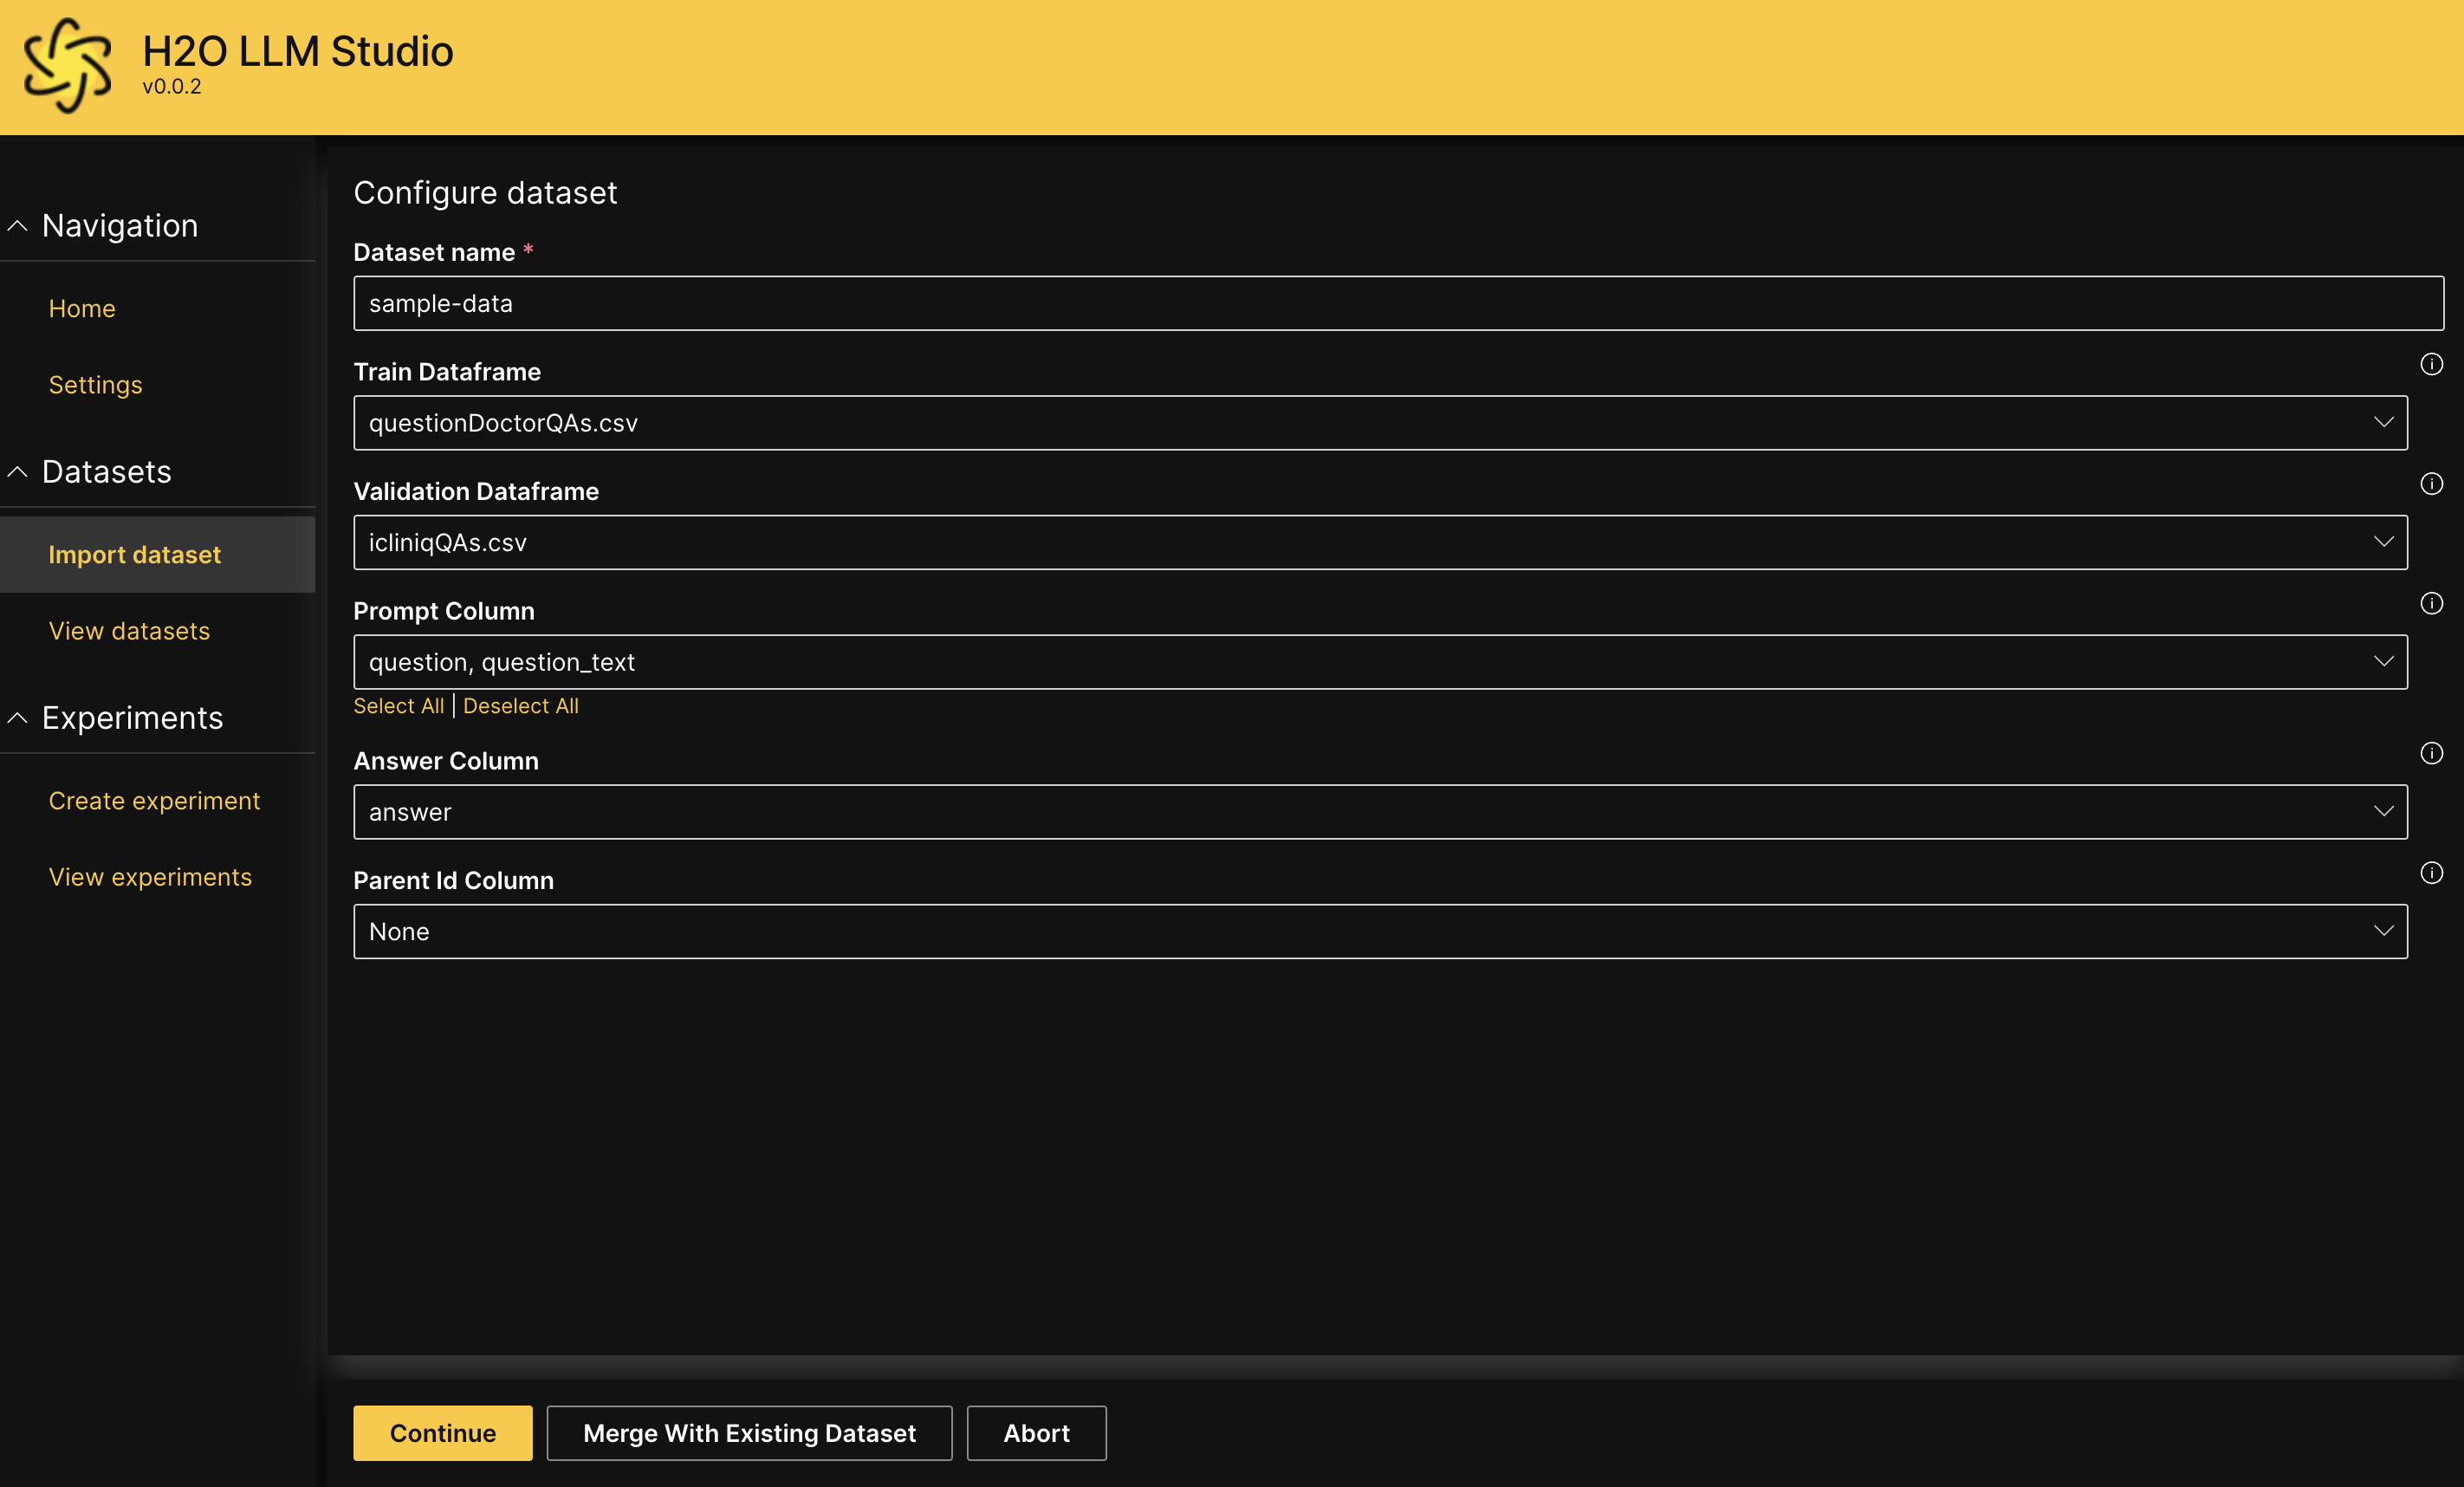 H2O LLM Studio
v0.0.2
Navigation
Home
Settings
Datasets
Import dataset
View datasets
Experiments
Create experiment
View experiments
Configure dataset
Dataset name *
sample-data
Train Dataframe
questionDoctorQAs.csv
Validation Dataframe
icliniqQAs.csv
Prompt Column
question, question_text
Select All | Deselect All
Answer Column
answer
Parent Id Column
None
Continue
Merge With Existing Dataset
Abort